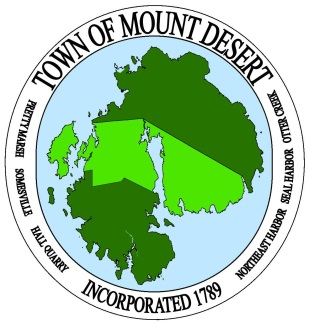 TOWN OF MOUNT DESERT
PRETTY MARSH
SOMESVILLE
HALL QUARRY
OTTER CREEK
SEAL HARBOR
NORTHEAST HARBOR
INCORPORATED 1789